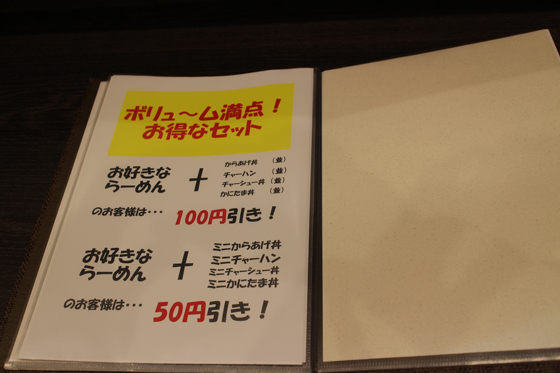 ボリュ～ム満点！
お得なセット
お好きな
らーめん
＋
からあげ丼 （並）
チャーハン （並）
チャーシュー丼（並）
かにたま丼 （並）
のお客様は・・・ 100円引き！
お好きな
らーめん
＋
ミニからあげ丼
ミニチャーハン
ミニチャーシュー丼
ミニかにたま丼
のお客様は・・・ 50円引き！